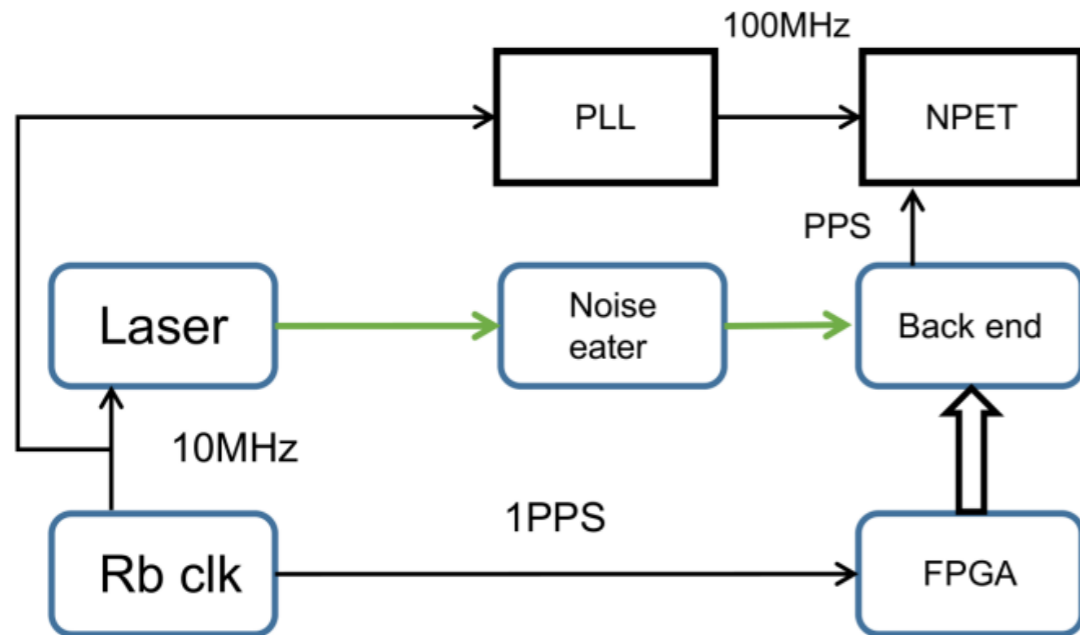 100MHz
PLL
NPET
PPS
Laser
Noise
eater
Back end
10MHz
1PPS
Rb clk
FPGA